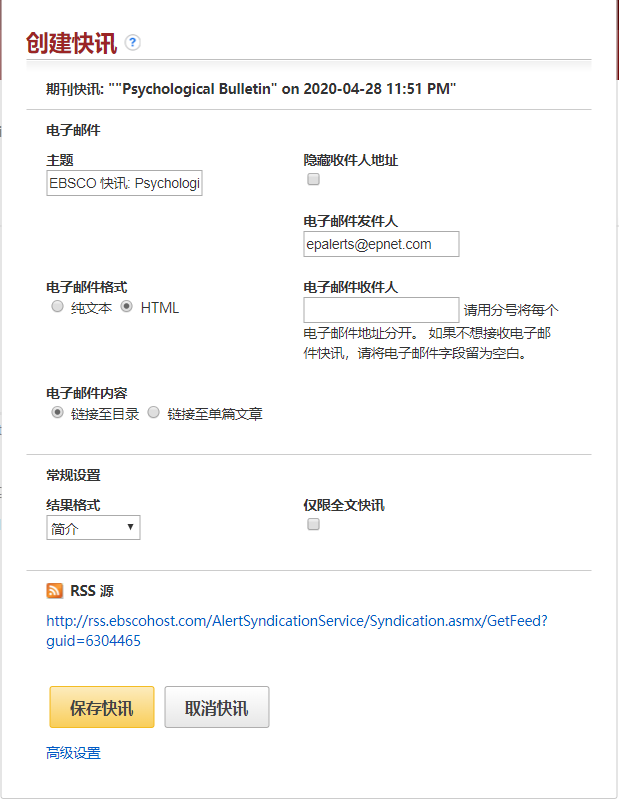 创建快讯 ?
期刊快讯: ""Psychological Bulletin" on 2020-04-28 11:51 PM"
电子邮件
主题
EBSCO 快讯: Psychologi
隐藏收件人地址
电子邮件发件人
epalerts@epnet.com
电子邮件格式
纯文本 HTML
电子邮件收件人
请用分号将每个
电子邮件地址分开。 如果不想接收电子邮
件快讯，请将电子邮件字段留为空白。
电子邮件内容
链接至目录 链接至单篇文章
常规设置
结果格式
简介
仅限全文快讯
RSS 源
http://rss.ebscohost.com/AlertSyndicationService/Syndication.asmx/GetFeed?
guid=6304465
保存快讯 取消快讯
高级设置